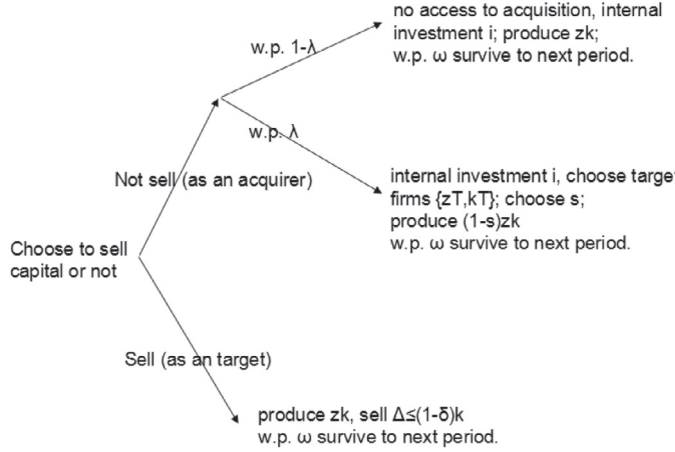 no access to acquisition, internal
investment i; produce zk;
w.p. ω survive to next period.
w.p. 1-λ
w.p. λ
Not sell (as an acquirer)
internal investment i, choose target
firms {zT,kT}; choose s;
produce (1-s)zk
w.p. ω survive to next period.
Choose to sell
capital or not
Sell (as an target)
produce zk, sell Δ≤(1-δ)k
w.p. ω survive to next period.